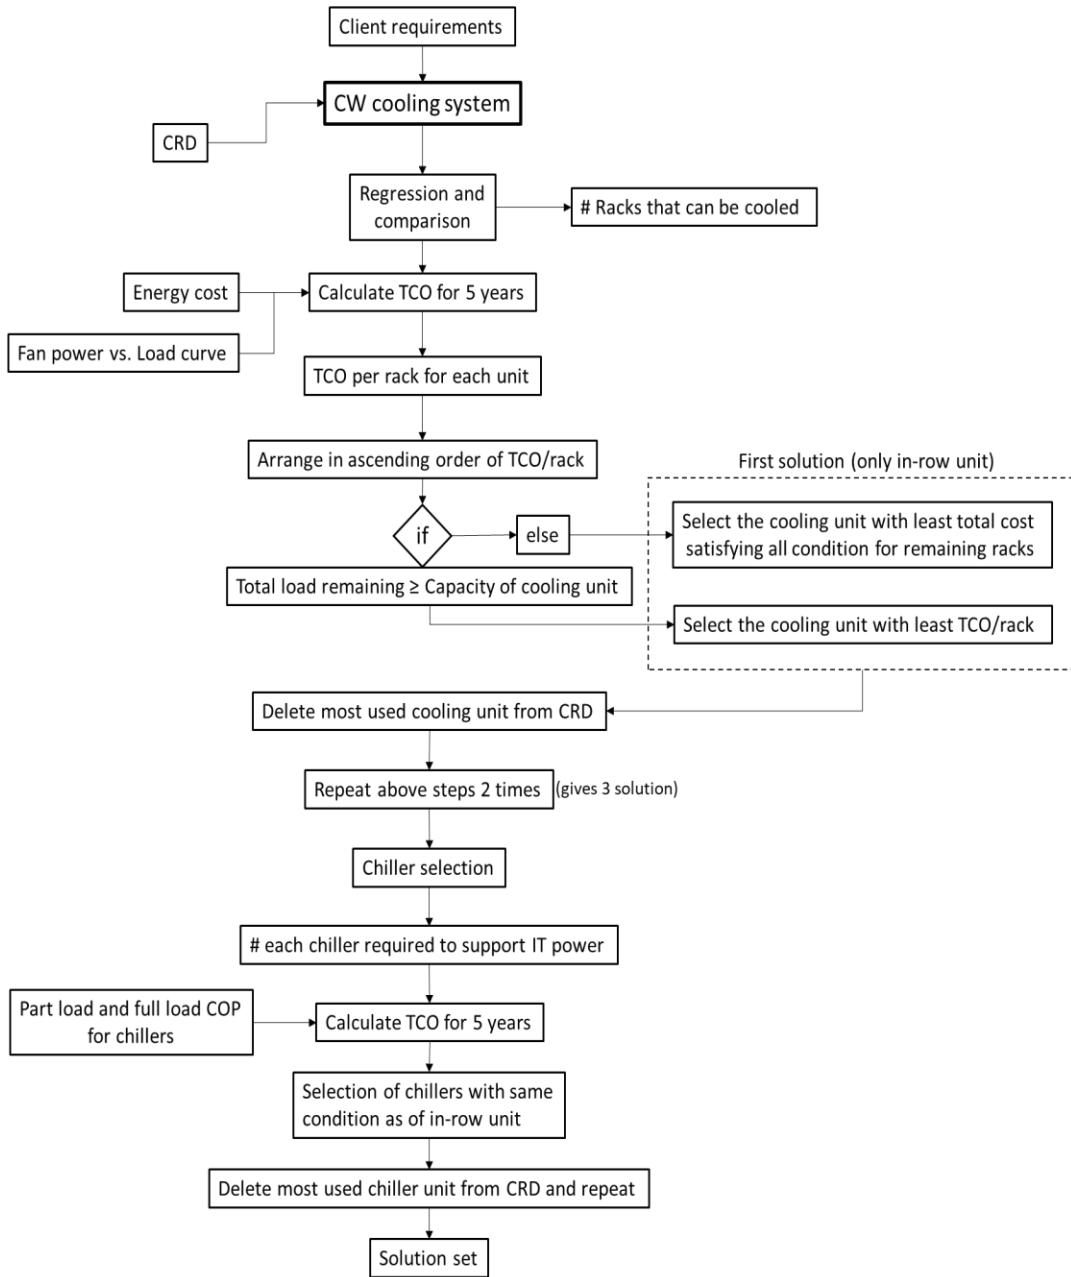 Client requirements
CW cooling system
CRD
Regression and
comparison
# Racks that can be cooled
Energy cost
Calculate TCO for 5 years
Fan power vs. Load curve
TCO per rack for each unit
Arrange in ascending order of TCO/rack
First solution (only in-row unit)
if
else
Select the cooling unit with least total cost
satisfying all condition for remaining racks
Total load remaining ≥ Capacity of cooling unit
Select the cooling unit with least TCO/rack
Delete most used cooling unit from CRD
Repeat above steps 2 times (gives 3 solution)
Chiller selection
# each chiller required to support IT power
Part load and full load COP
for chillers
Calculate TCO for 5 years
Selection of chillers with same
condition as of in-row unit
Delete most used chiller unit from CRD and repeat
Solution set